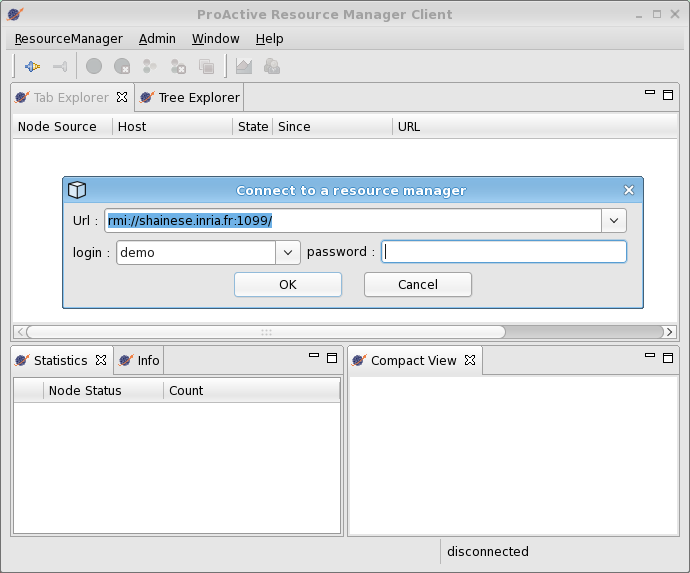 ProActive Resource Manager Client
ResourceManager Admin Window Help
Tab Explorer Tree Explorer
Node Source Host State Since URL
Connect to a resource manager
Url : rmi://shainese.inria.fr:1099/
login : demo password :
OK Cancel
Statistics Info Compact View
Node Status Count
disconnected